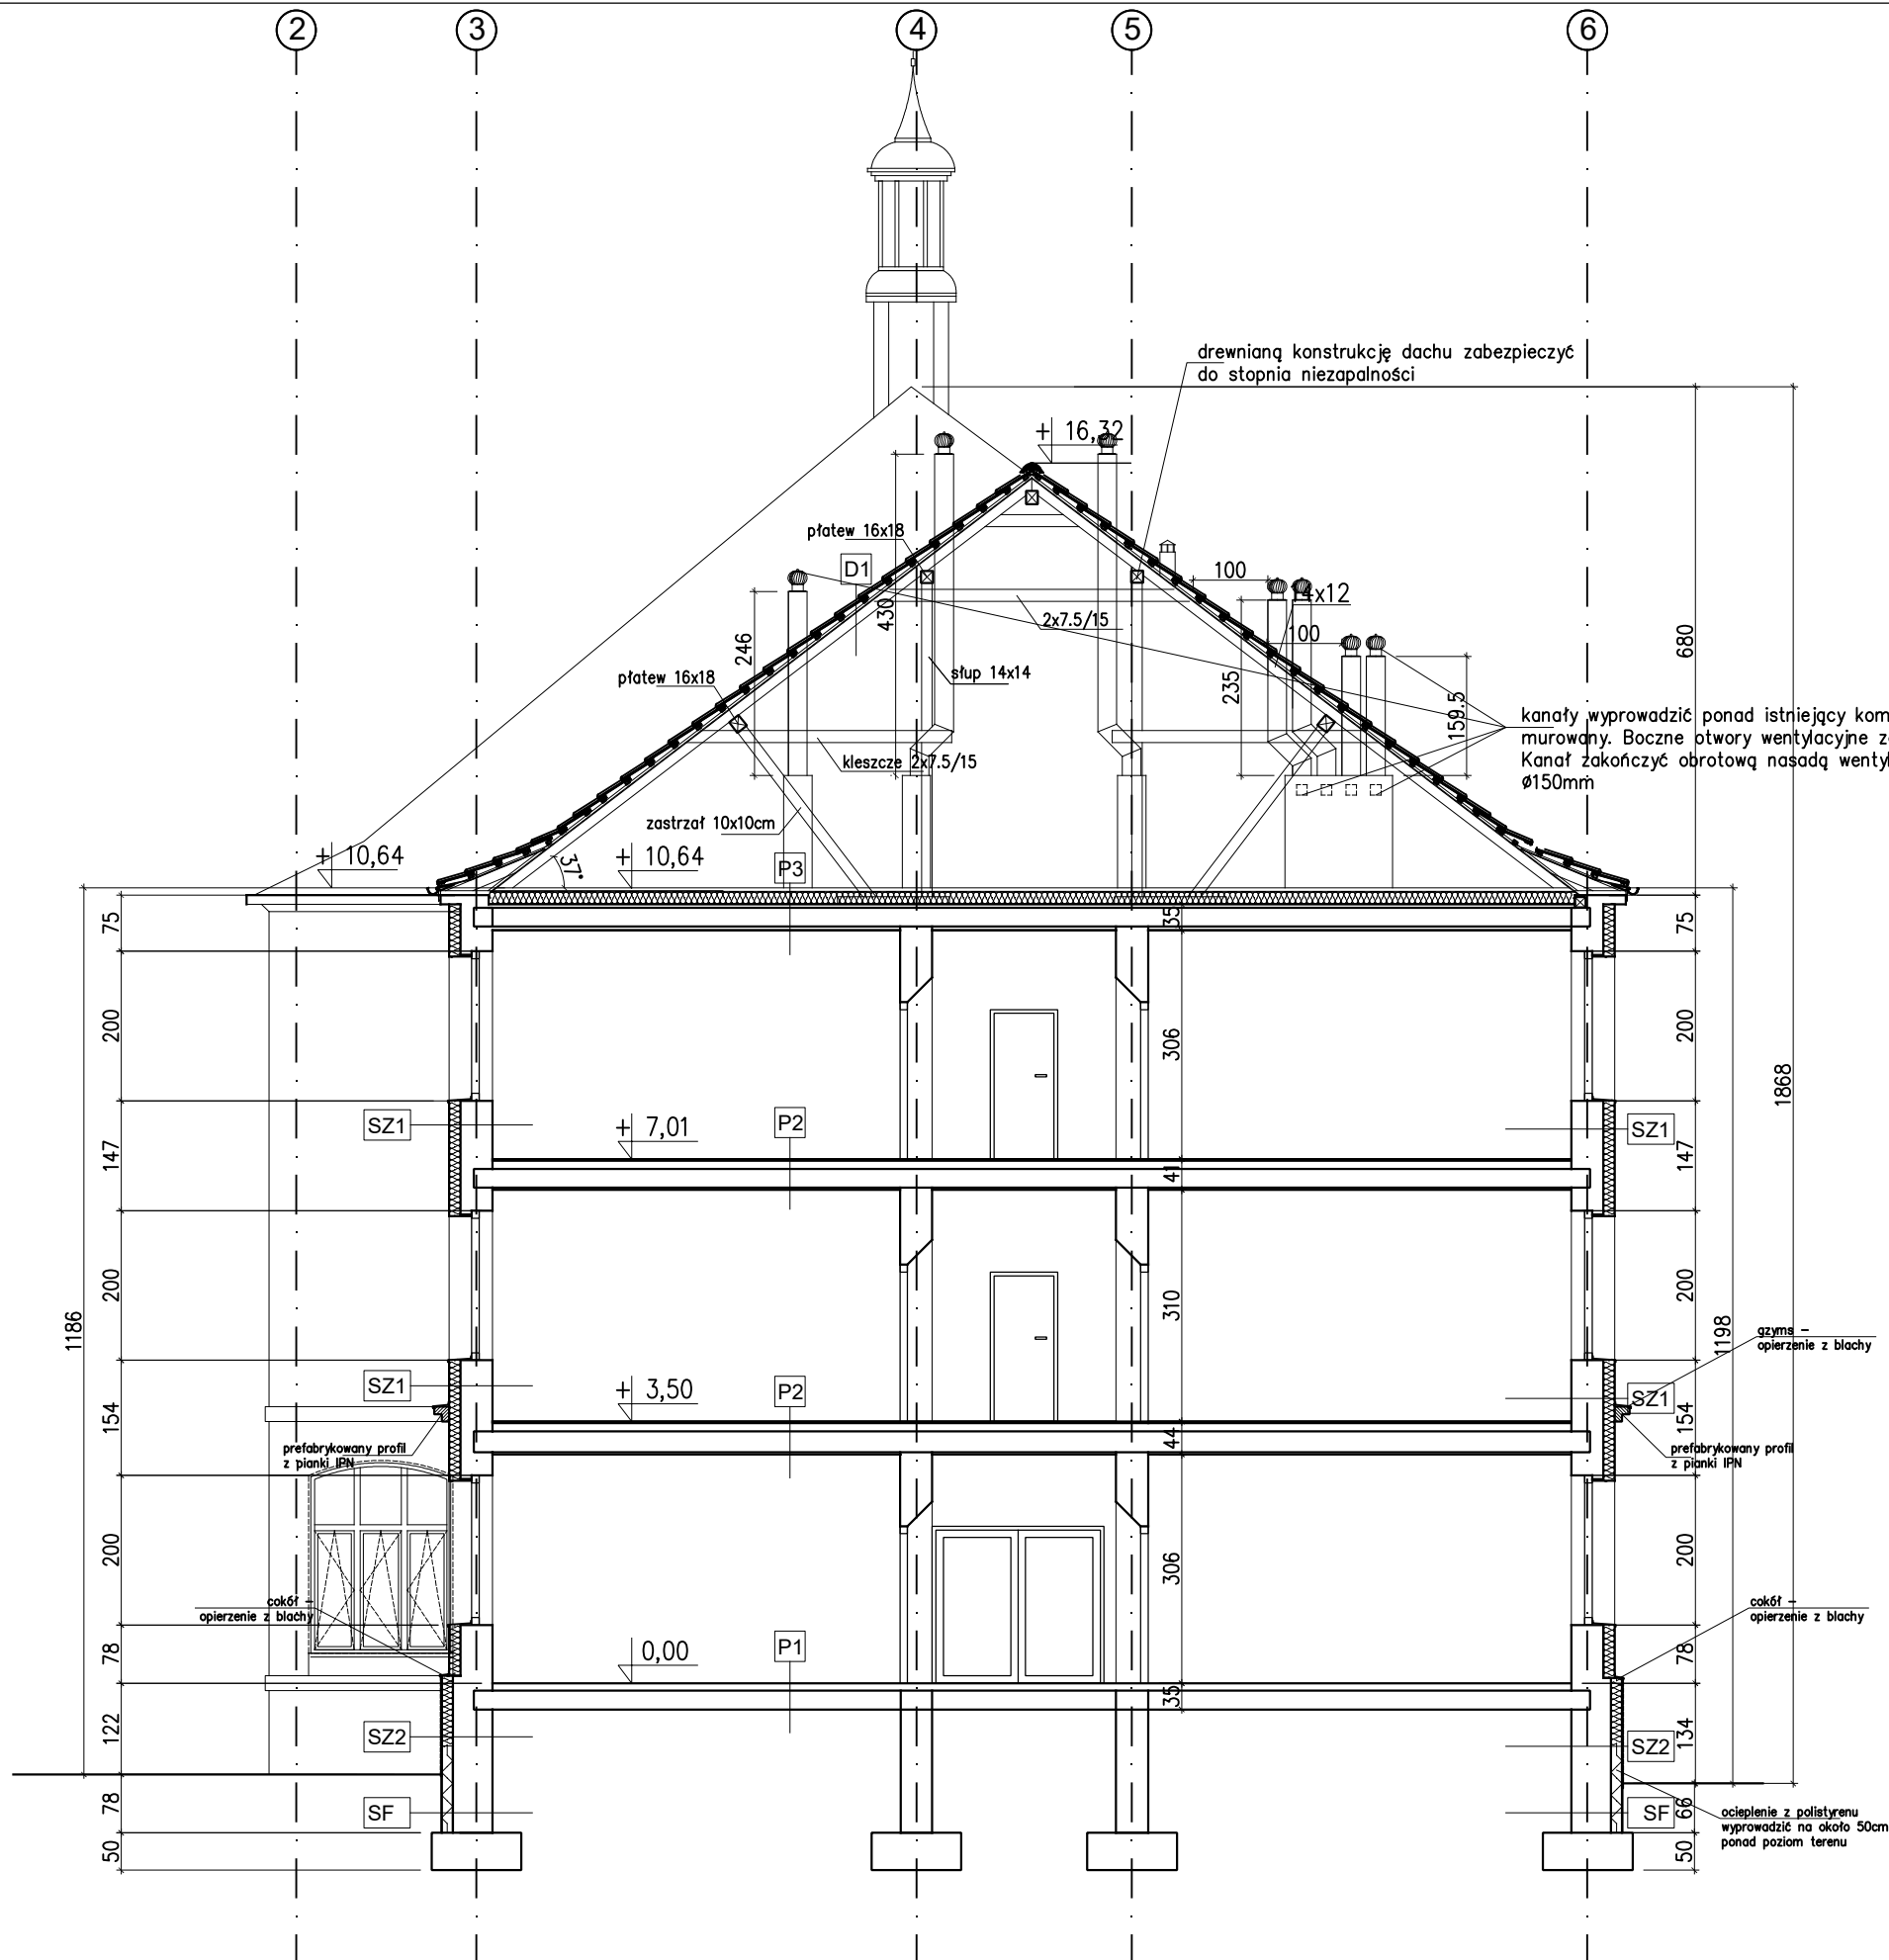 2 3 4 5 6
drewnianą konstrukcję dachu zabezpieczyć
do stopnia niezapalności
+ 16,32
płatew 16x18
D1
100
4x12
430
2x7.5/15
246
100
680
płatew 16x18
słup 14x14
235
159.5
kanały wyprowadzić ponad istniejący kom
murowany. Boczne otwory wentylacyjne
Kanał zakończyć obrotową nasadą
ø150mm
kleszcze 2x7.5/15
zastrzał 10x10cm
+ 10,64
37°
+ 10,64
P3
75
35
75
200
306
200
1868
SZ1
+ 7,01
P2
SZ1
147
41
147
200
310
200
1186
1198
gzyms -
opierzenie z blachy
SZ1
+ 3,50
P2
SZ1
154
44
154
prefabrykowany profil
z pianki IPN
prefabrykowany profil
z pianki IPN
200
306
200
cokół -
opierzenie z blachy
cokół -
opierzenie z blachy
78
0,00
P1
78
35
122
SZ2
SZ2
134
78
SF
SF
66
ocieplenie z polistyrenu
wyprowadzić na około 50cm
ponad poziom terenu
50
50